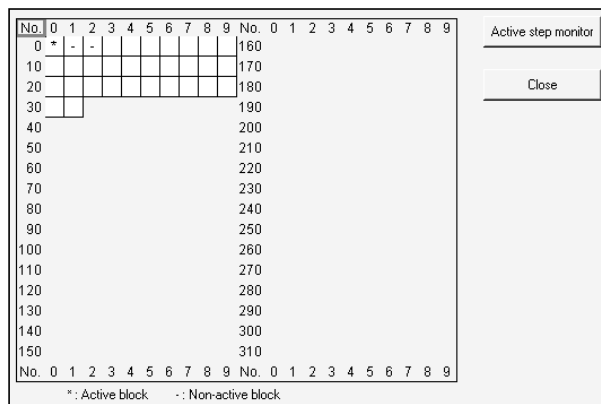 No. 0 1 2 3 4 5 6 7 8 9 No. 0 1 2 3 4 5 6 7 8 9
0 * - - 160
10 170
20 180
30 190
40 200
50 210
60 220
70 230
80 240
90 250
100 260
110 270
120 280
130 290
140 300
150 310
No. 0 1 2 3 4 5 6 7 8 9 No. 0 1 2 3 4 5 6 7 8 9
* : Active block - : Non-active block
Active step monitor
Close